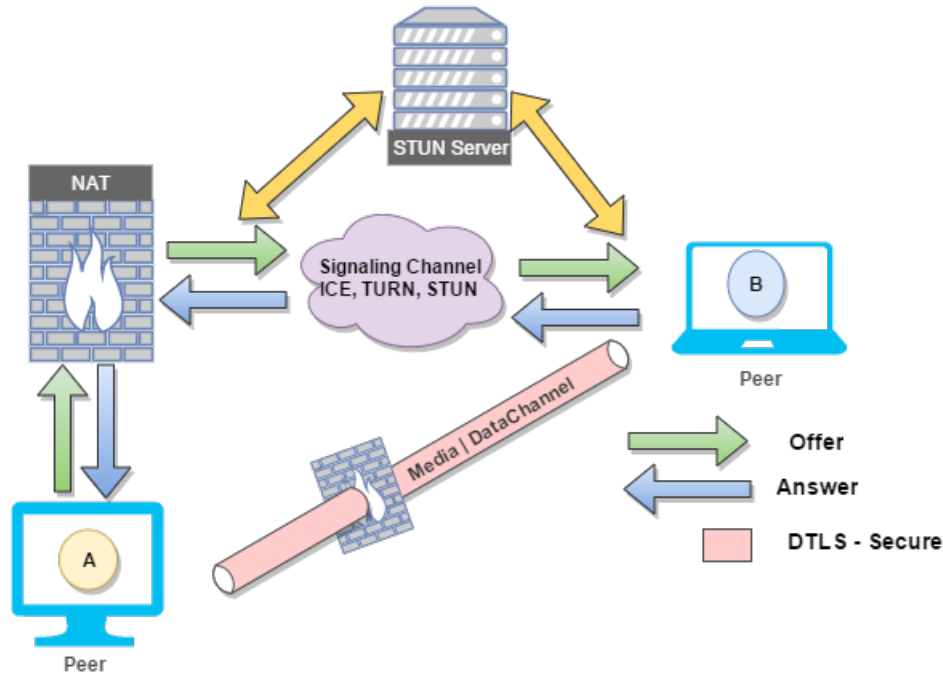 STUN Server
NAT
Signaling Channel
ICE, TURN, STUN
B
Peer
Media | DataChannel
Offer
Answer
DTLS - Secure
A
Peer